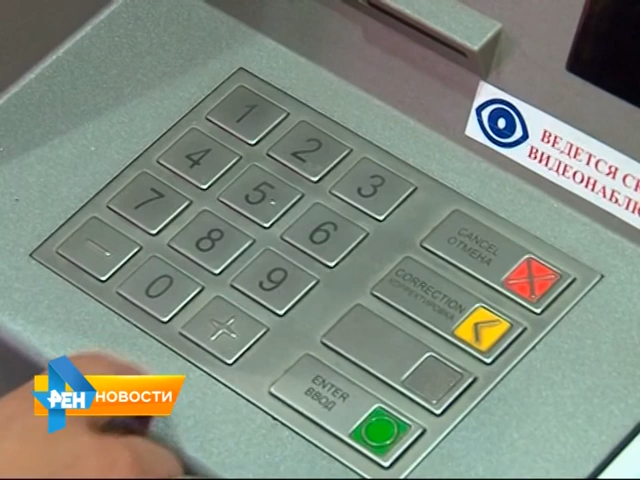 1 2 3
4 5 6
7 8 9
- 0 +
CANCEL
ОТМЕНА
CORRECTION
КОРРЕКТИРОВКА
ENTER
ВВОД
ВЕДЕТСЯ
РЕН НОВОСТИ